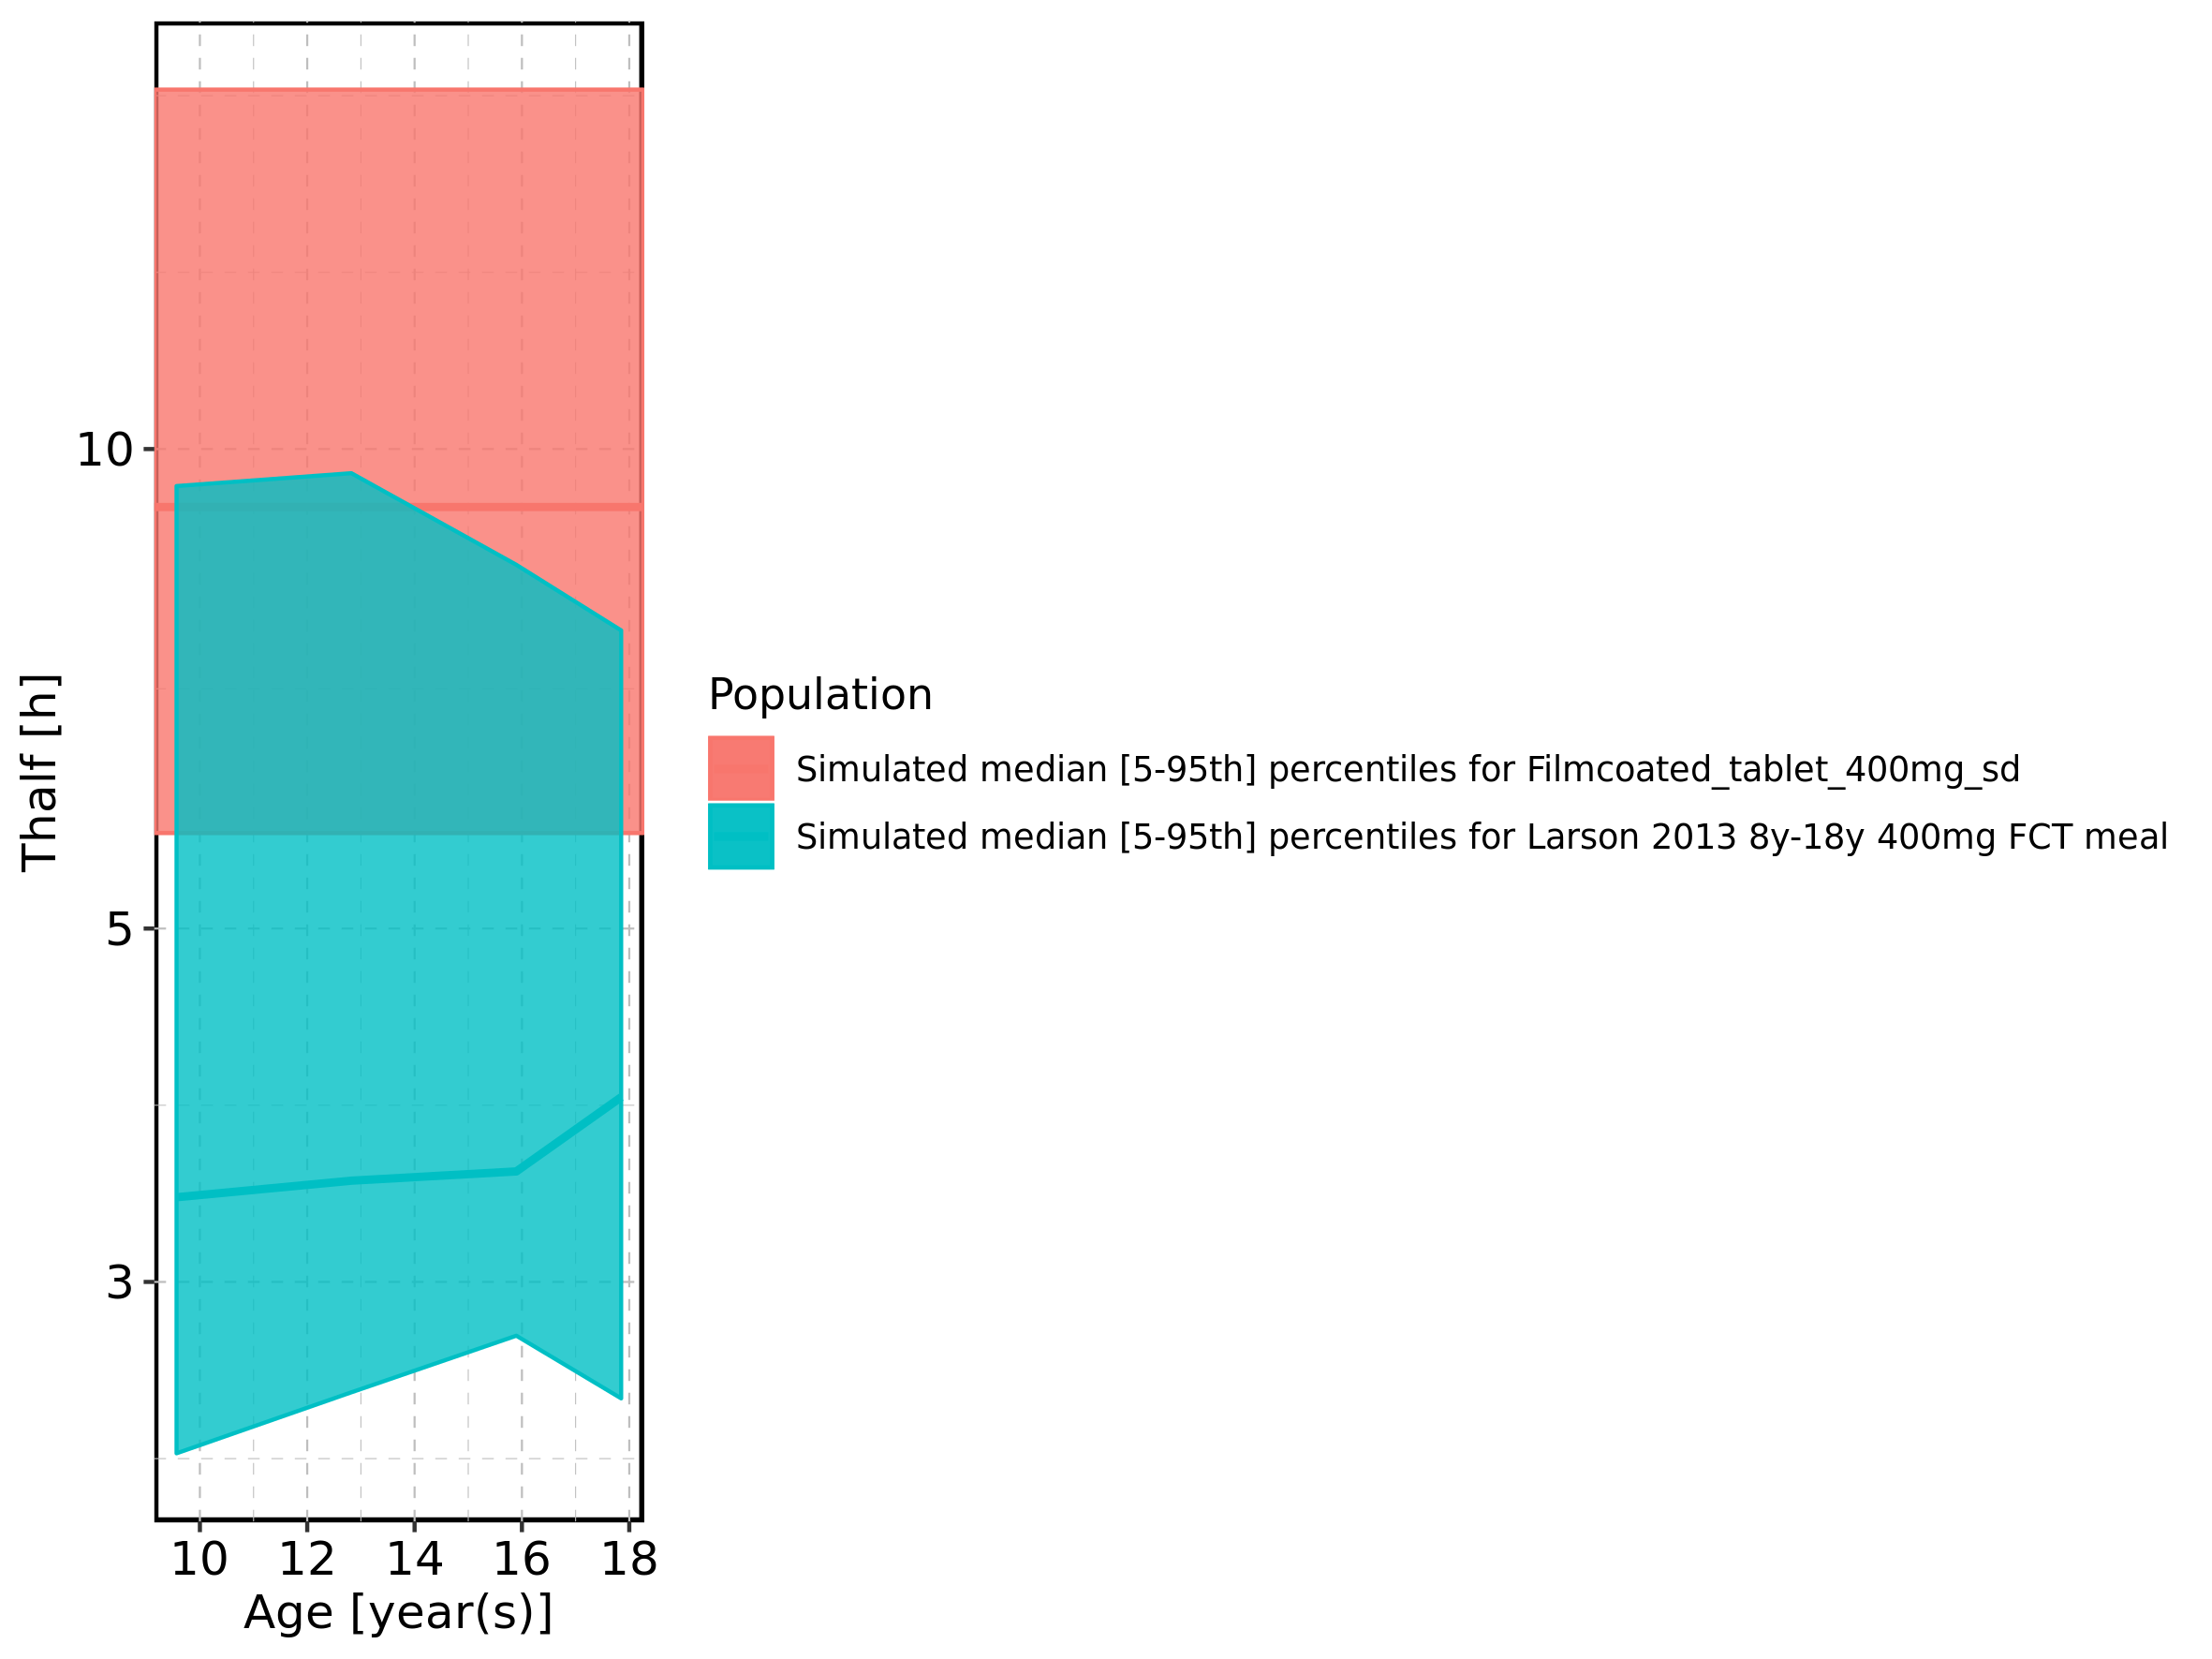 Thalf [h]
10
5
3
10 12 14 16 18
Age [year(s)]
Population
Simulated median [5-95th] percentiles for Filmcoated_tablet_400mg_sd
Simulated median [5-95th] percentiles for Larson 2013 8y-18y 400mg FCT meal